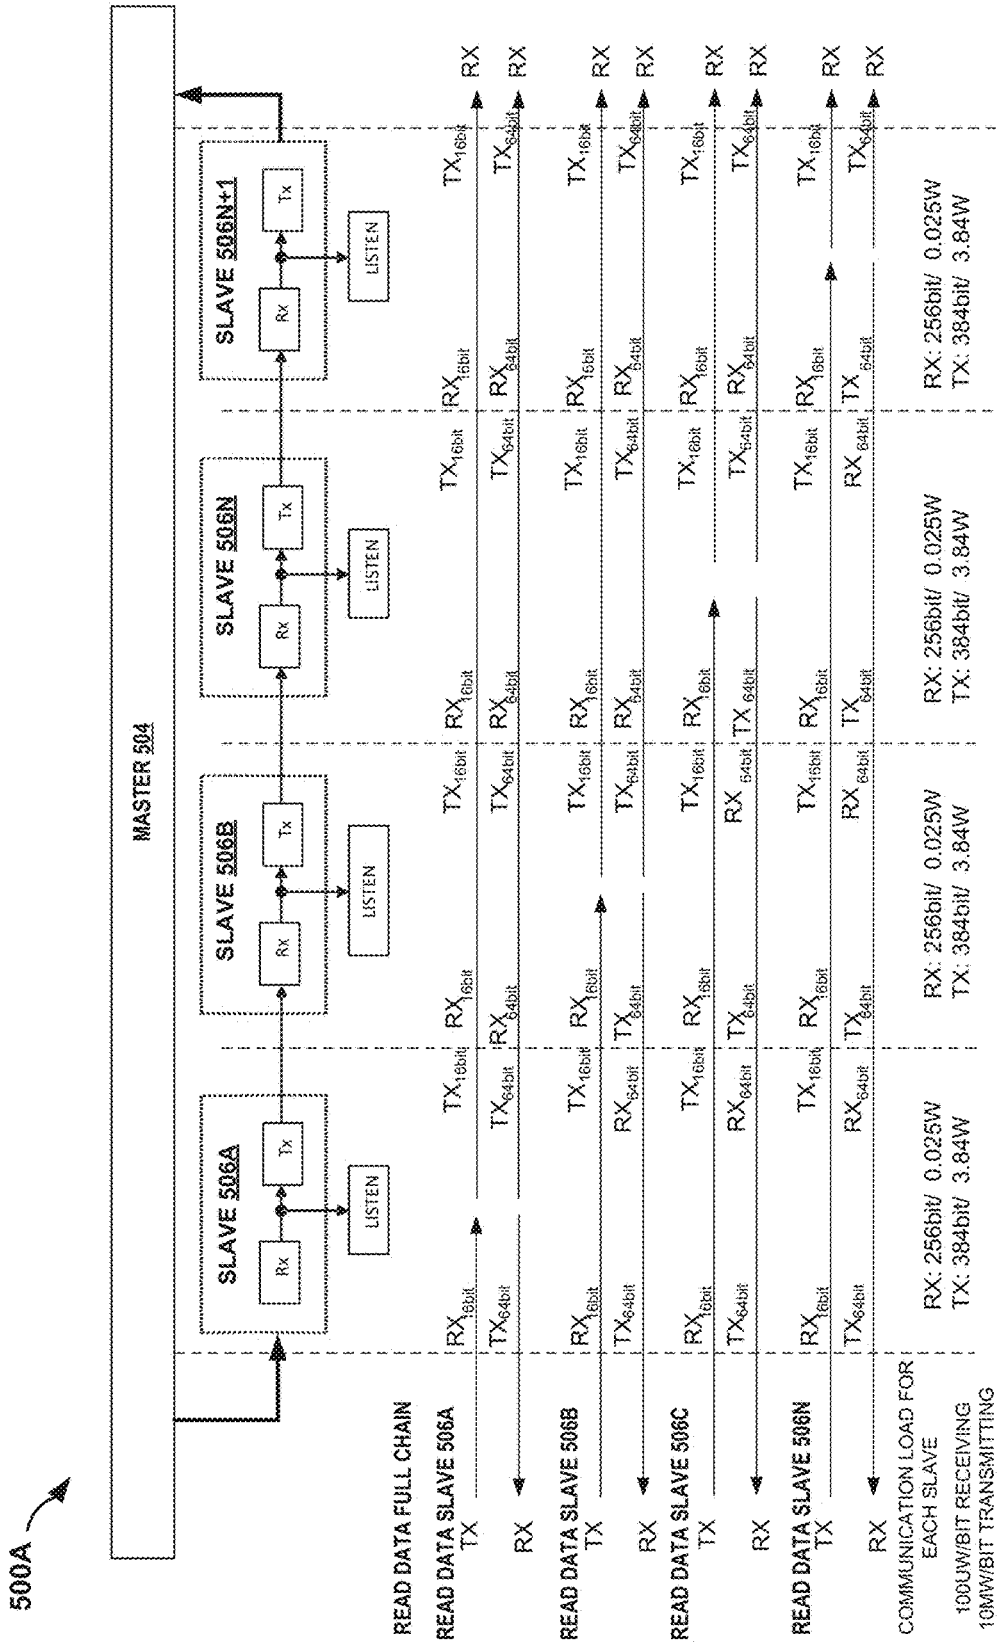 500A
MASTER 504
SLAVE 506A
SLAVE 506B
SLAVE 506N
SLAVE 506N+1
Rx
Tx
Rx
Tx
Rx
Tx
Rx
Tx
LISTEN
LISTEN
LISTEN
LISTEN
READ DATA FULL CHAIN
READ DATA SLAVE 506A
TX RX16bit TX16bit RX16bit TX16bit RX16bit TX16bit RX16bit TX16bit RX
RX TX64bit TX64bit RX64bit TX64bit RX64bit TX64bit RX64bit TX64bit RX
READ DATA SLAVE 506B
TX RX16bit TX16bit RX16bit TX16bit RX16bit TX16bit RX16bit TX16bit RX
RX TX64bit RX64bit TX64bit TX64bit RX64bit TX64bit RX64bit TX64bit RX
READ DATA SLAVE 506C
TX RX16bit TX16bit RX16bit TX16bit RX16bit TX16bit RX16bit TX16bit RX
RX TX64bit RX64bit TX64bit RX 64bit TX 64bit TX64bit RX64bit TX64bit RX
READ DATA SLAVE 506N
TX RX16bit TX16bit RX16bit TX16bit RX16bit TX16bit RX16bit TX16bit RX
RX TX64bit RX64bit TX64bit RX64bit TX64bit RX 64bit TX 64bit TX64bit RX
COMMUNICATION LOAD FOR
EACH SLAVE
100UW/BIT RECEIVING
10MW/BIT TRANSMITTING
RX: 256bit/ 0.025W
TX: 384bit/ 3.84W
RX: 256bit/ 0.025W
TX: 384bit/ 3.84W
RX: 256bit/ 0.025W
TX: 384bit/ 3.84W
RX: 256bit/ 0.025W
TX: 384bit/ 3.84W